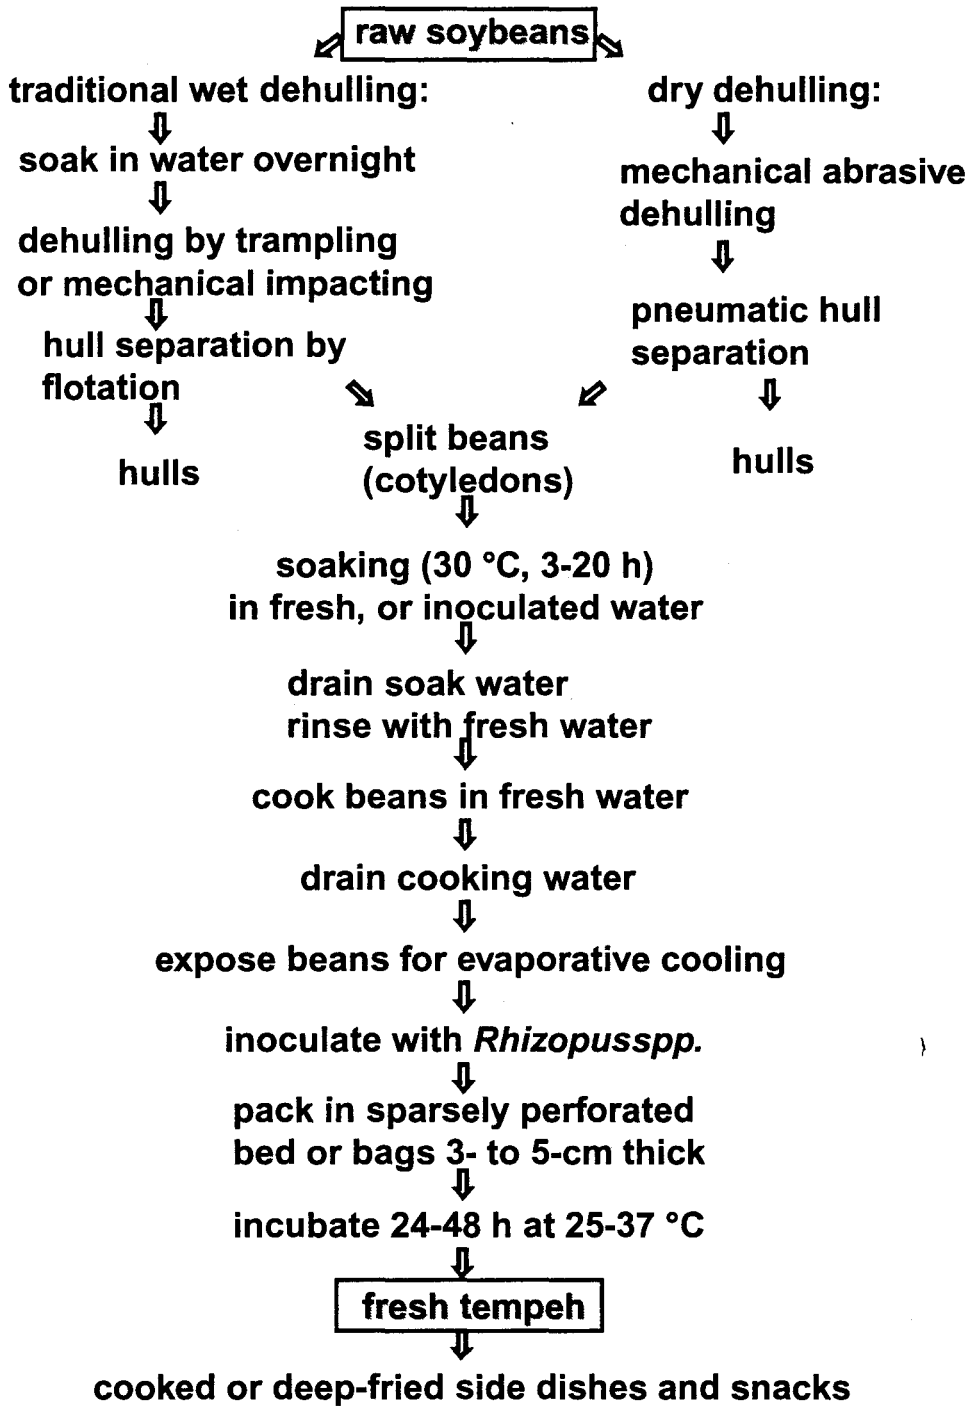 raw soybeans
traditional wet dehulling:
soak in water overnight
dehulling by trampling
or mechanical impacting
hull separation by
flotation
hulls
dry dehulling:
mechanical abrasive
dehulling
pneumatic hull
separation
hulls
split beans
(cotyledons)
soaking (30 °C, 3-20 h)
in fresh, or inoculated water
drain soak water
rinse with fresh water
cook beans in fresh water
drain cooking water
expose beans for evaporative cooling
inoculate with Rhizopusspp.
pack in sparsely perforated
bed or bags 3- to 5-cm thick
incubate 24-48 h at 25-37 °C
fresh tempeh
cooked or deep-fried side dishes and snacks